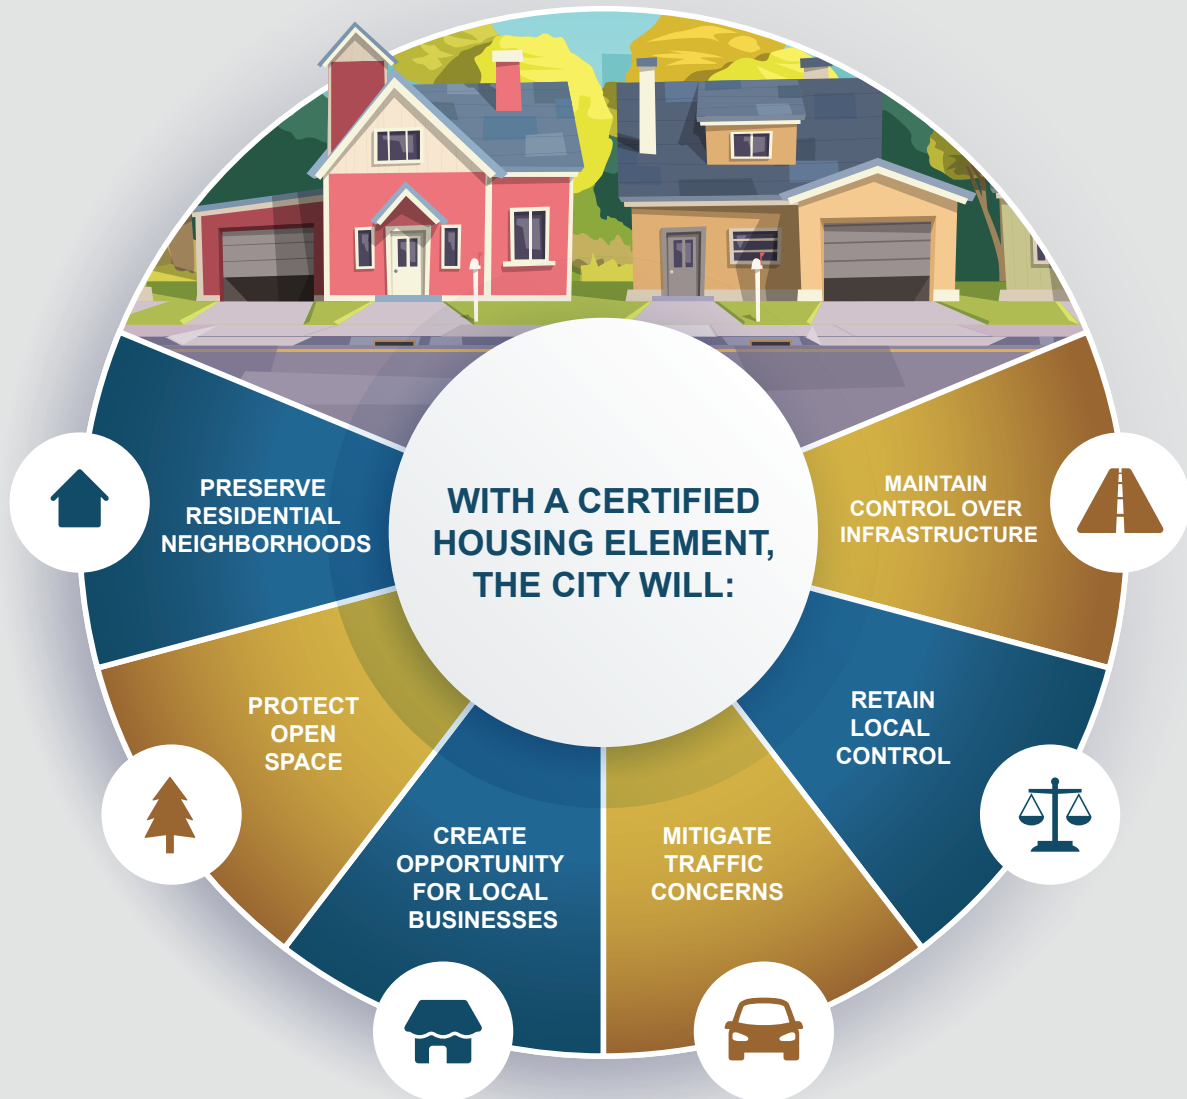 WITH A CERTIFIED
HOUSING ELEMENT,
THE CITY WILL:
PRESERVE
RESIDENTIAL
NEIGHBORHOODS
PROTECT
OPEN
SPACE
CREATE
OPPORTUNITY
FOR LOCAL
BUSINESSES
MITIGATE
TRAFFIC
CONCERNS
RETAIN
LOCAL
CONTROL
MAINTAIN
CONTROL OVER
INFRASTRUCTURE